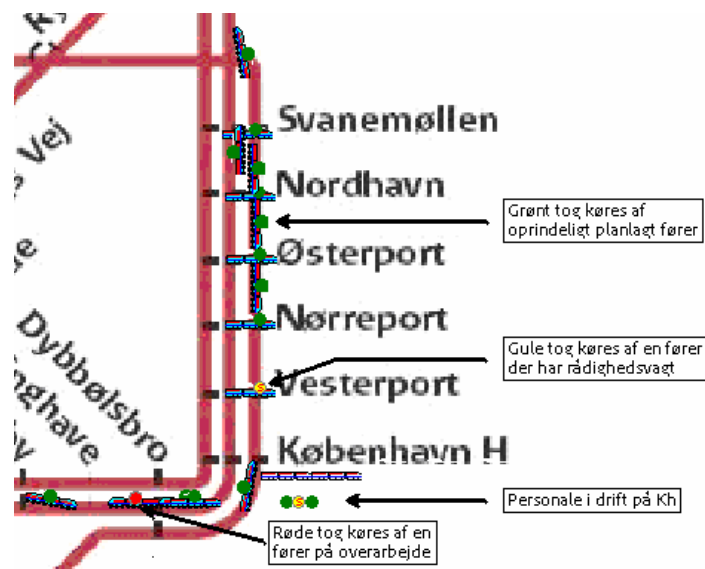 Svanemøllen
Vej
Nordhavn
Grønt tog køres af
oprindeligt planlagt fører
Østerport
Nørreport
Dybbølsbro
Gule tog køres af en fører
der har rådighedsvagt
Vesterport
København H
Personale i drift på Kh
Røde tog køres af en
fører på overarbejde